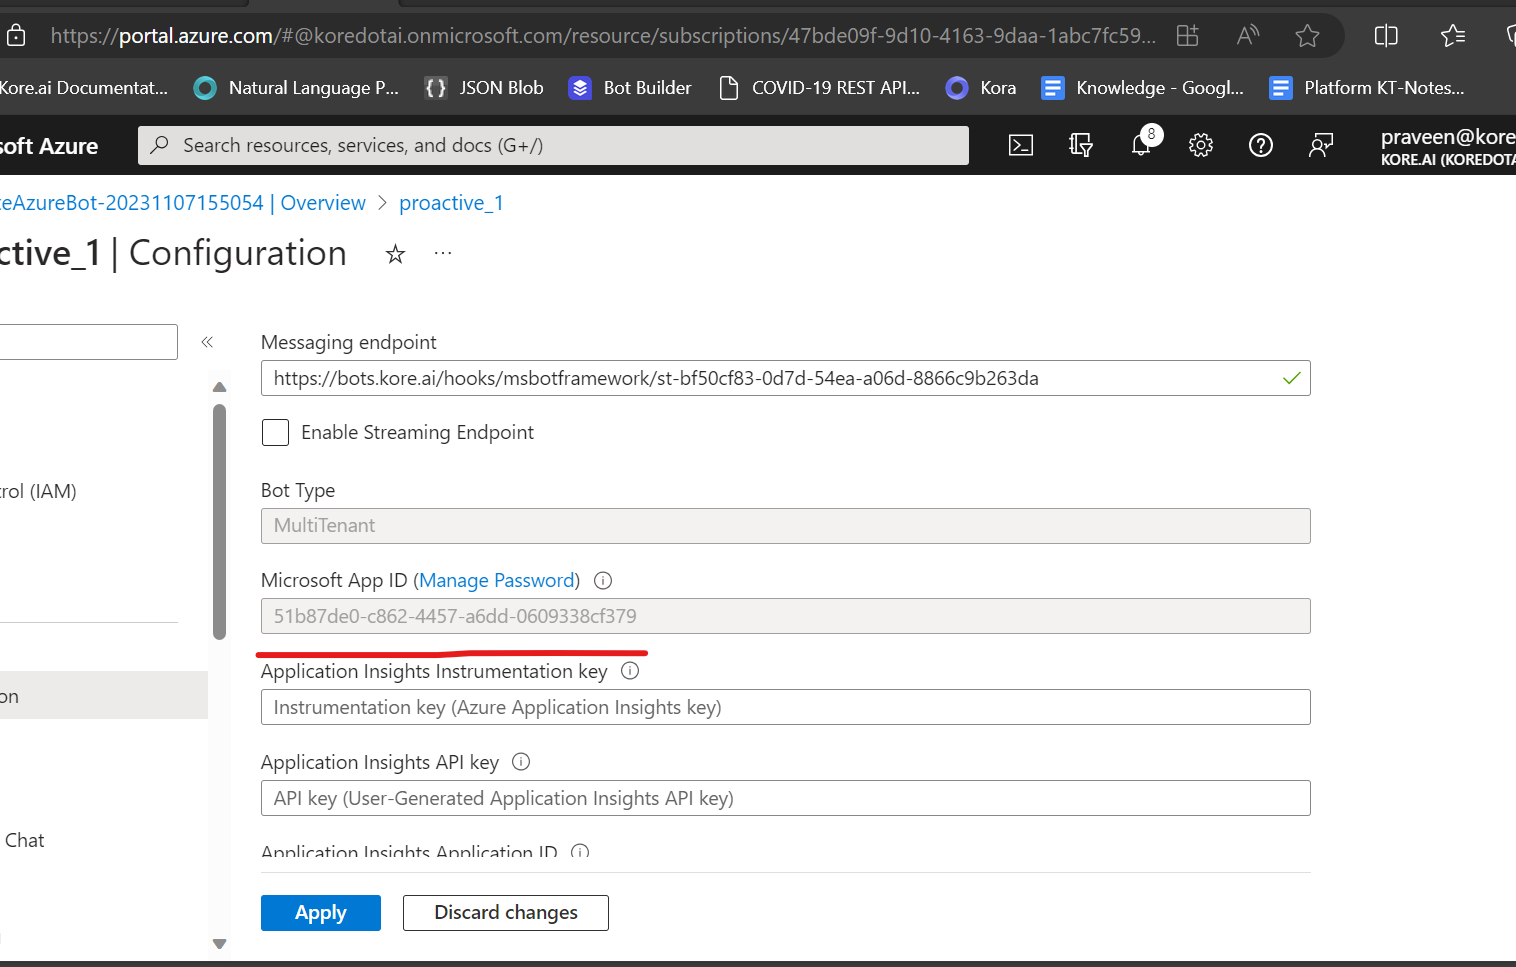 https://portal.azure.com/#@koredotai.onmicrosoft.com/resource/subscriptions/47bde09f-9d10-4163-9daa-1abc7fc59...
Kore.ai Documentat... Natural Language P... {} JSON Blob Bot Builder COVID-19 REST API... Kora Knowledge - Googl... Platform KT-Notes...
soft Azure Search resources, services, and docs (G+/) 8 praveen@kore
KORE.AI (KOREDOTA
eAzureBot-20231107155054 | Overview > proactive_1
ctive_1 | Configuration ...
Messaging endpoint
https://bots.kore.ai/hooks/msbotframework/st-bf50cf83-0d7d-54ea-a06d-8866c9b263da
Enable Streaming Endpoint
Bot Type
rol (IAM)
MultiTenant
Microsoft App ID (Manage Password)
51b87de0-c862-4457-a6dd-0609338cf379
Application Insights Instrumentation key
on
Instrumentation key (Azure Application Insights key)
Application Insights API key
API key (User-Generated Application Insights API key)
Chat
Application Insights Application ID
Apply Discard changes